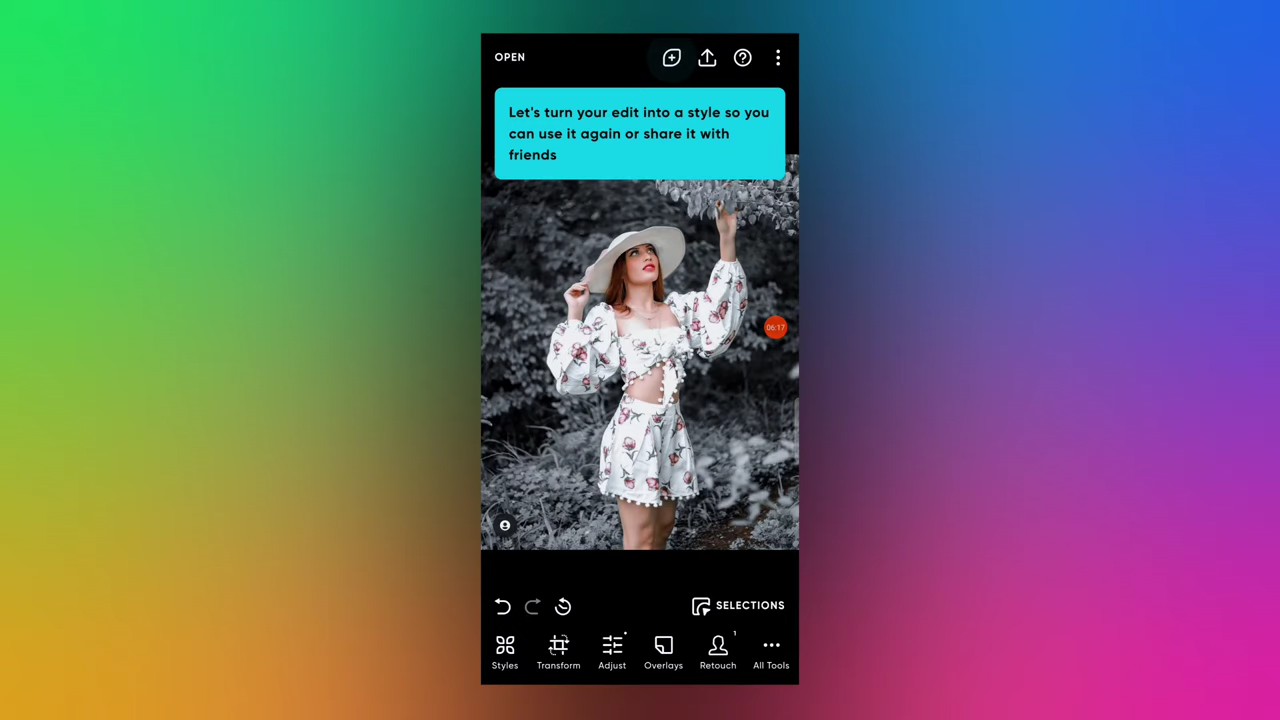 OPEN
Let's turn your edit into a style so you
can use it again or share it with
friends
06:17
SELECTIONS
1
Styles Transform Adjust Overlays Retouch All Tools